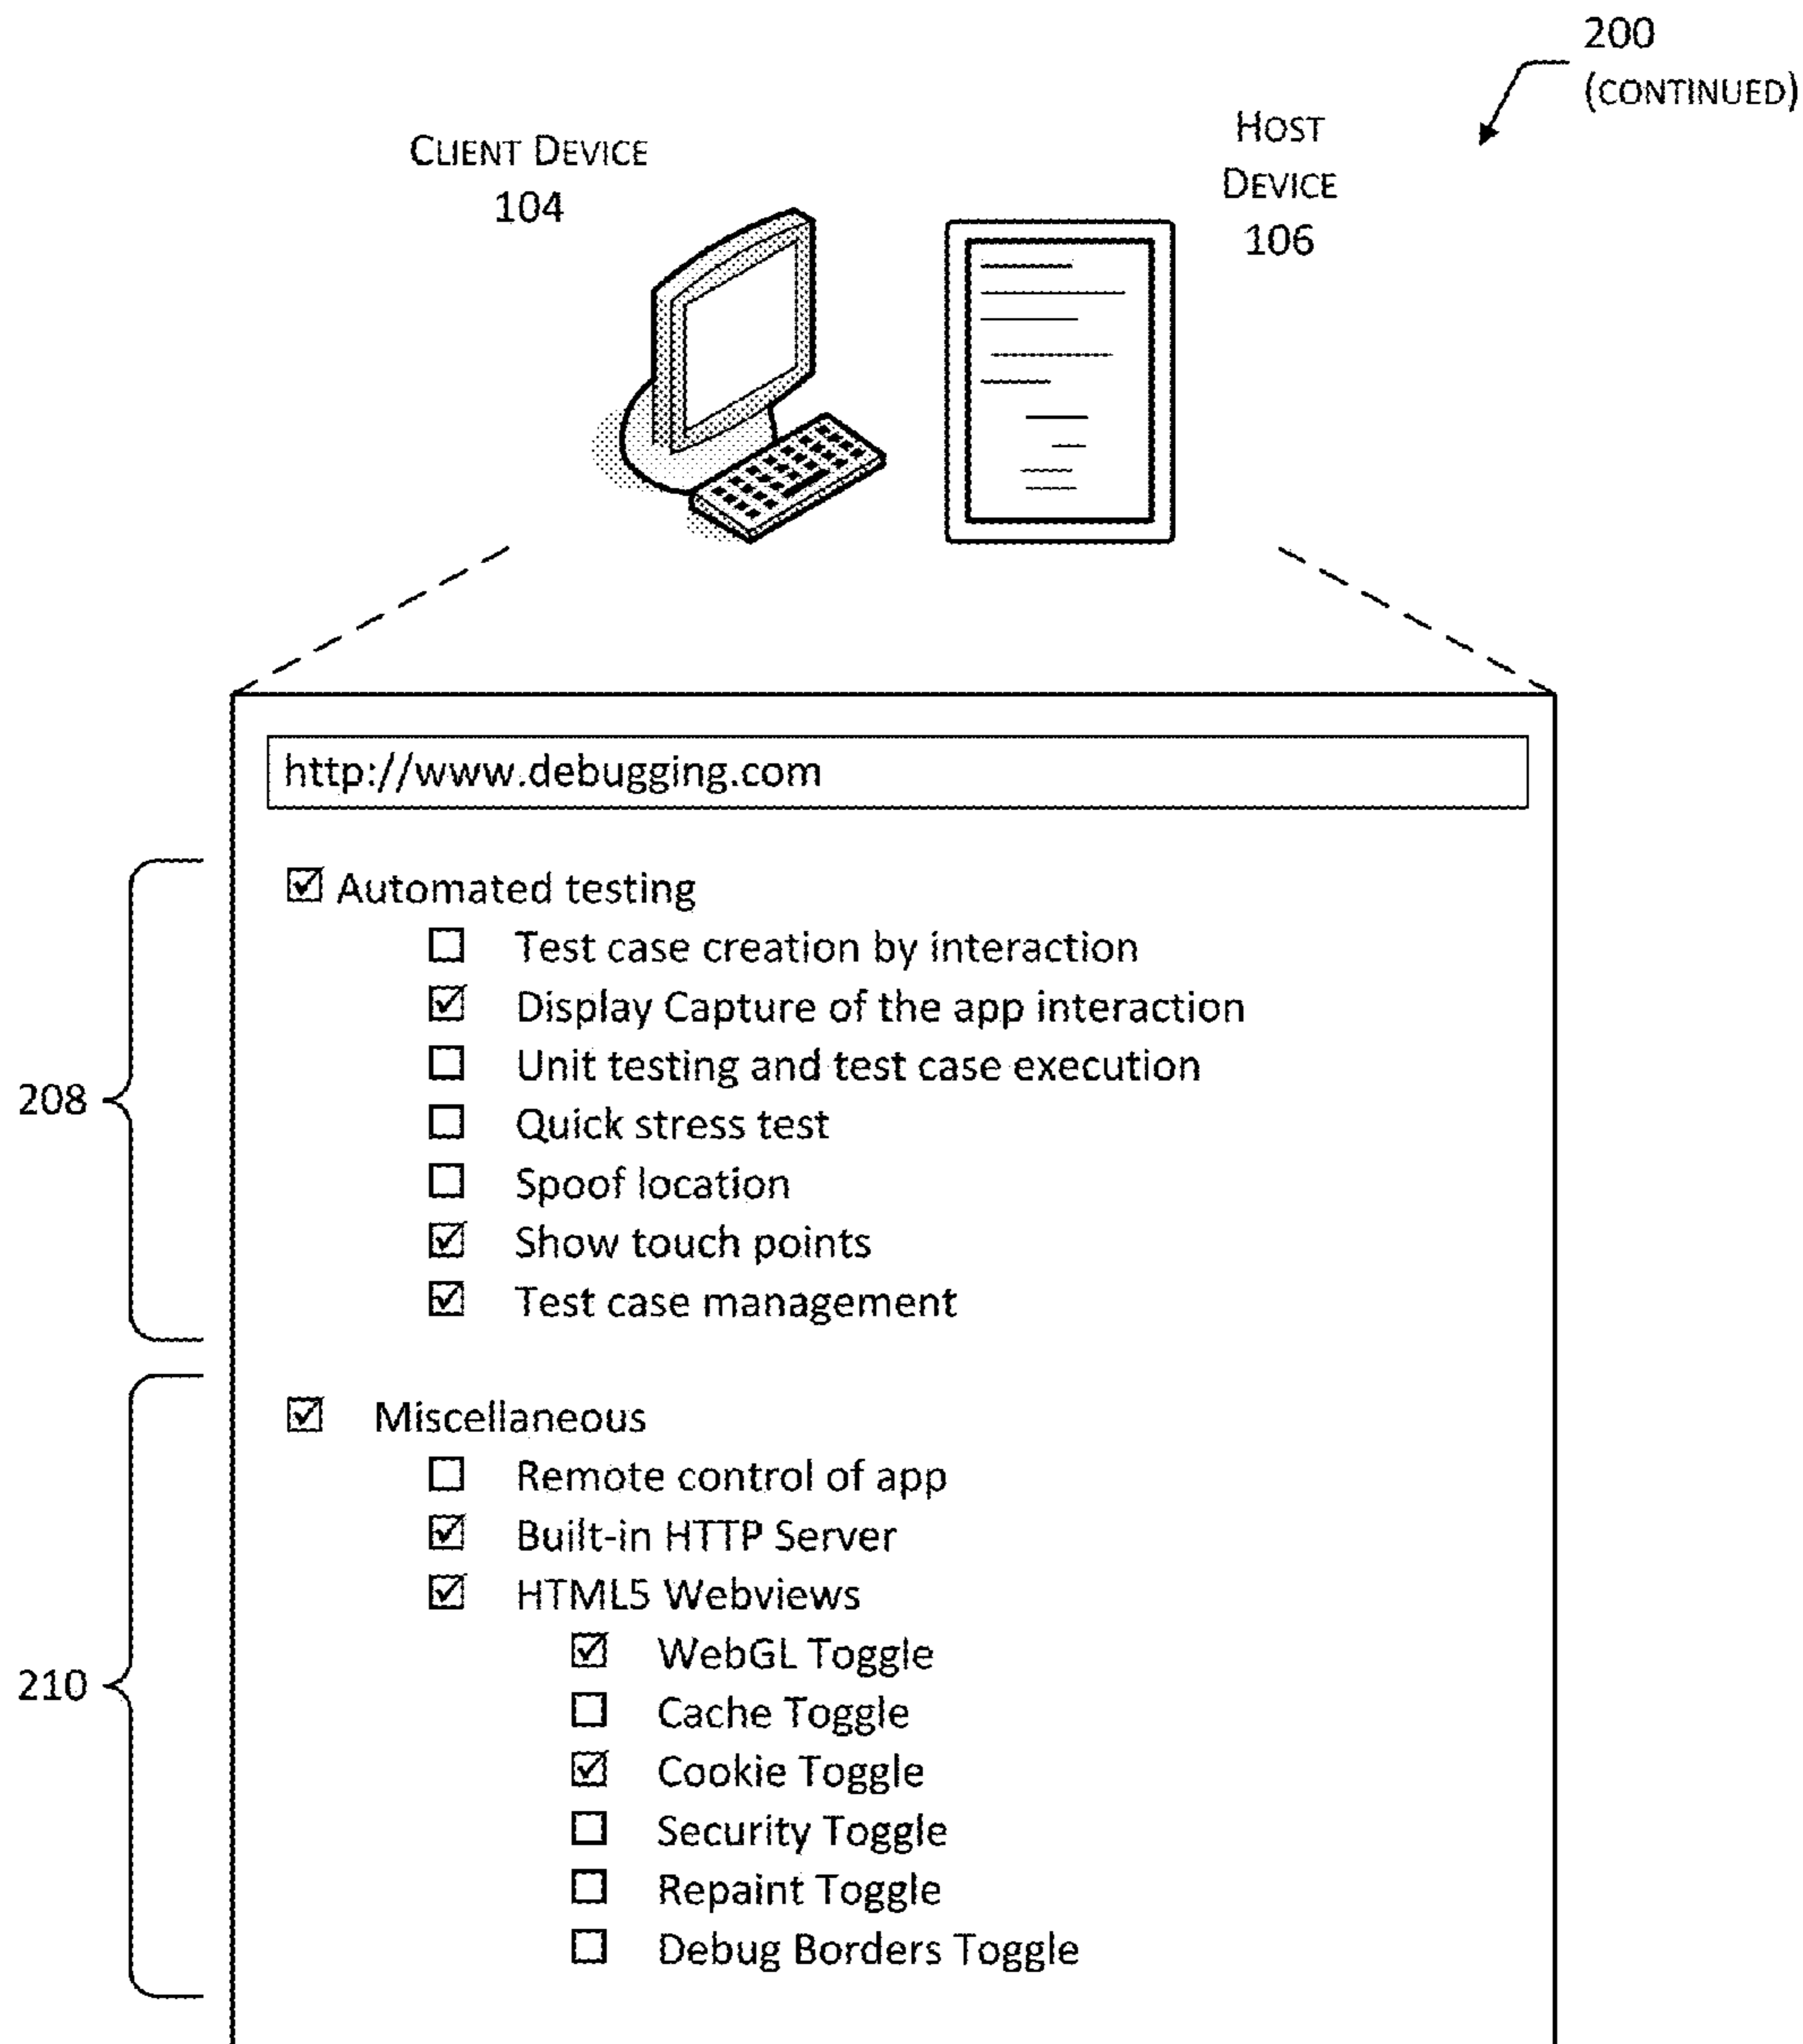 200
(CONTINUED)
CLIENT DEVICE
104
HOST
DEVICE
106
http://www.debugging.com
208
☑ Automated testing
☐ Test case creation by interaction
☑ Display Capture of the app interaction
☐ Unit testing and test case execution
☐ Quick stress test
☐ Spoof location
☑ Show touch points
☑ Test case management
210
☑ Miscellaneous
☐ Remote control of app
☑ Built-in HTTP Server
☑ HTML5 Webviews
☑ WebGL Toggle
☐ Cache Toggle
☑ Cookie Toggle
☐ Security Toggle
☐ Repaint Toggle
☐ Debug Borders Toggle